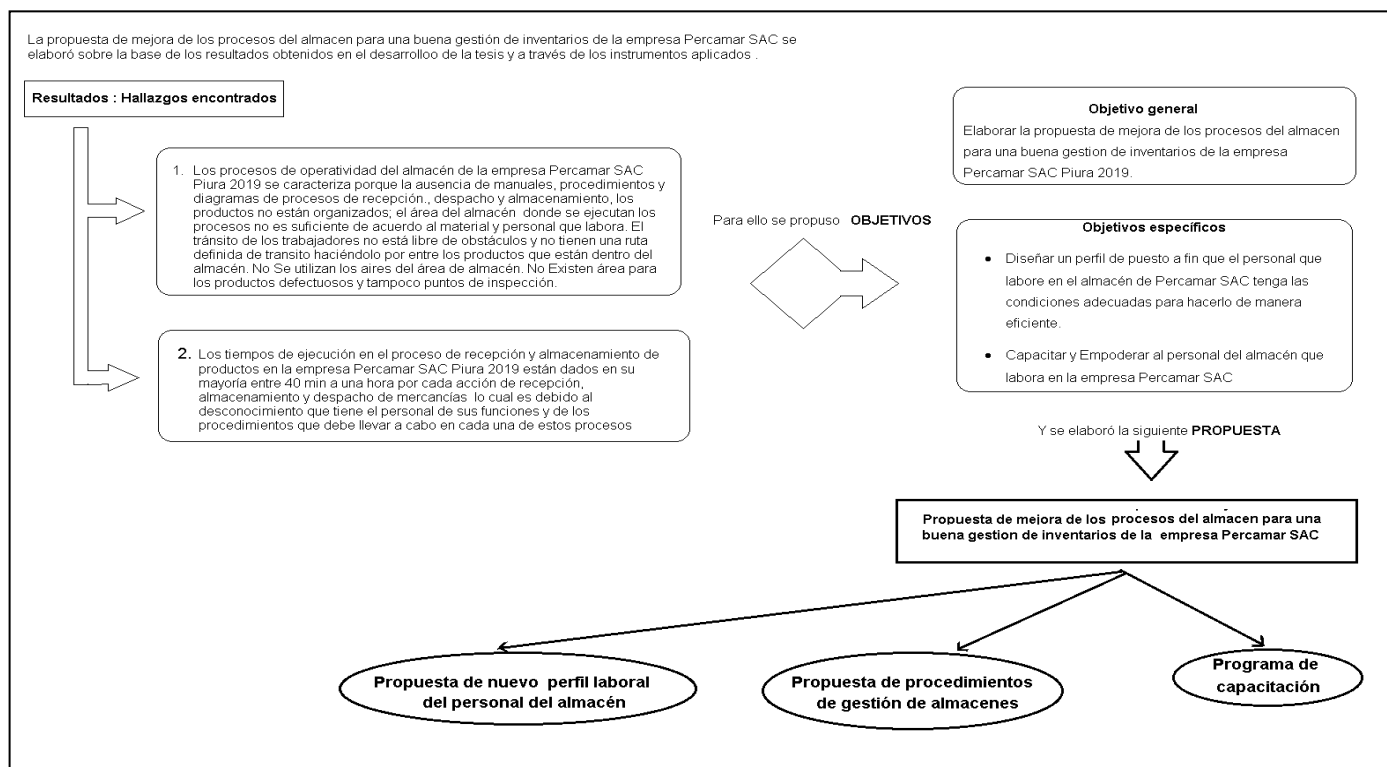 La propuesta de mejora de los procesos del almacen para una buena gestión de inventarios de la empresa Percamar SAC se
elaboró sobre la base de los resultados obtenidos en el desarrolloo de la tesis y a través de los instrumentos aplicados .
Resultados : Hallazgos encontrados
1. Los procesos de operatividad del almacén de la empresa Percamar SAC
Piura 2019 se caracteriza porque la ausencia de manuales, procedimientos y
diagramas de procesos de recepción., despacho y almacenamiento, los
productos no están organizados; el área del almacén donde se ejecutan los
procesos no es suficiente de acuerdo al material y personal que labora. El
tránsito de los trabajadores no está libre de obstáculos y no tienen una ruta
definida de transito haciéndolo por entre los productos que están dentro del
almacén. No Se utilizan los aires del área de almacén. No Existen área para
los productos defectuosos y tampoco puntos de inspección.
2. Los tiempos de ejecución en el proceso de recepción y almacenamiento de
productos en la empresa Percamar SAC Piura 2019 están dados en su
mayoría entre 40 min a una hora por cada acción de recepción,
almacenamiento y despacho de mercancías lo cual es debido al
desconocimiento que tiene el personal de sus funciones y de los
procedimientos que debe llevar a cabo en cada una de estos procesos
Para ello se propuso OBJETIVOS
Objetivo general
Elaborar la propuesta de mejora de los procesos del almacen
para una buena gestion de inventarios de la empresa
Percamar SAC Piura 2019.
Objetivos específicos
• Diseñar un perfil de puesto a fin que el personal que
labore en el almacén de Percamar SAC tenga las
condiciones adecuadas para hacerlo de manera
eficiente.
• Capacitar y Empoderar al personal del almacén que
labora en la empresa Percamar SAC
Y se elaboró la siguiente PROPUESTA
Propuesta de mejora de los procesos del almacen para una
buena gestion de inventarios de la empresa Percamar SAC
Propuesta de nuevo perfil laboral
del personal del almacén
Propuesta de procedimientos
de gestión de almacenes
Programa de
capacitación